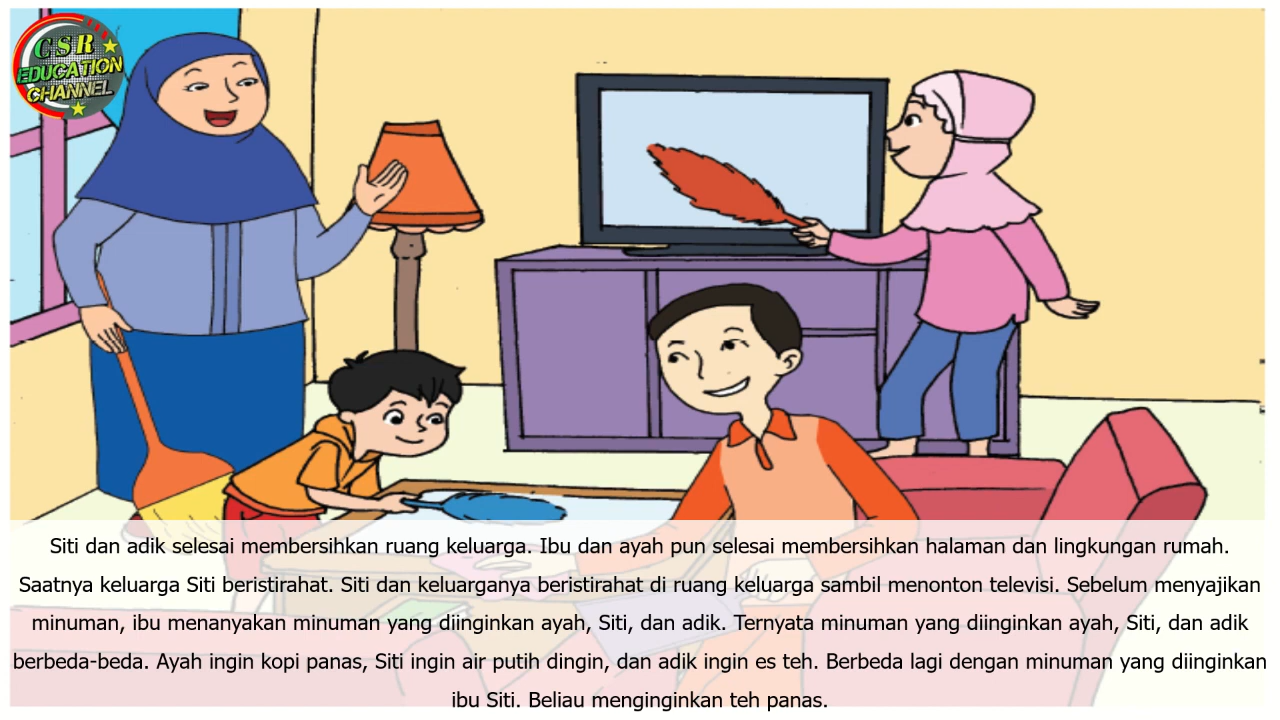 CSR
EDUCATION
CHANNEL
Siti dan adik selesai membersihkan ruang keluarga. Ibu dan ayah pun selesai membersihkan halaman dan lingkungan rumah.
Saatnya keluarga Siti beristirahat. Siti dan keluarganya beristirahat di ruang keluarga sambil menonton televisi. Sebelum menyajikan
minuman, ibu menanyakan minuman yang diinginkan ayah, Siti, dan adik. Ternyata minuman yang diinginkan ayah, Siti, dan adik
berbeda-beda. Ayah ingin kopi panas, Siti ingin air putih dingin, dan adik ingin es teh. Berbeda lagi dengan minuman yang diinginkan
ibu Siti. Beliau menginginkan teh panas.